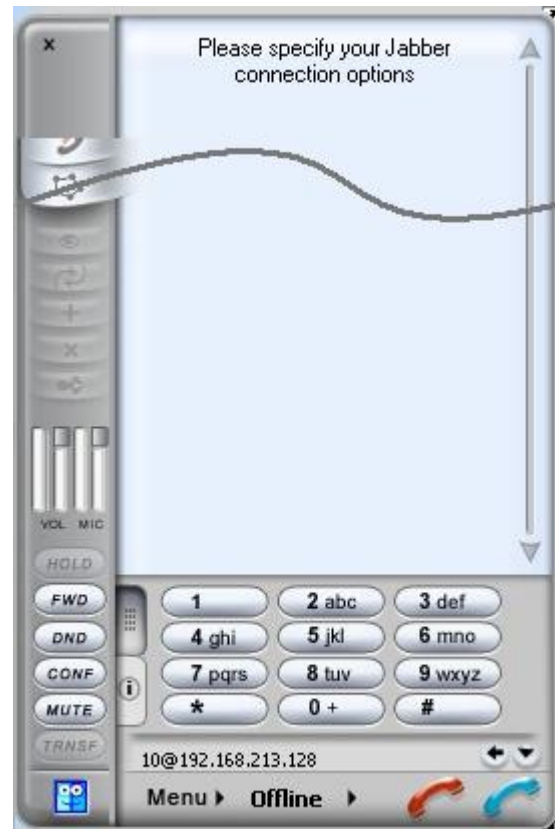 x
Please specify your Jabber
connection options
VOL MIC
HOLD
FWD
DND
CONF
MUTE
TRNSF
1
2 abc
3 def
4 ghi
5 jkl
6 mno
7 pqrs
8 tuv
9 wxyz
*
0 +
#
i
10@192.168.213.128
Menu
Offline